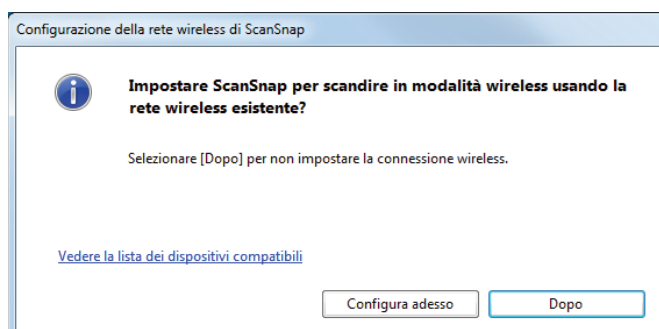 Configurazione della rete wireless di ScanSnap
Impostare ScanSnap per scandire in modalità wireless usando la
rete wireless esistente?
Selezionare [Dopo] per non impostare la connessione wireless.
Vedere la lista dei dispositivi compatibili
Configura adesso
Dopo